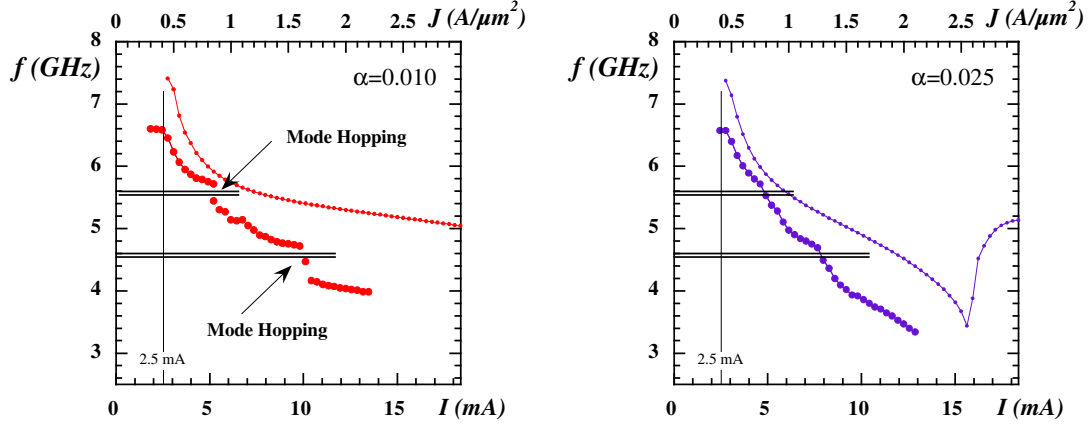 0 0.5 1 1.5 2 2.5 J (A/μm²)
8
f (GHz)
α=0.010
7
Mode Hopping
6
5
4
Mode Hopping
3
2.5 mA
0 5 10 15 I (mA)
0 0.5 1 1.5 2 2.5 J (A/μm²)
8
f (GHz)
α=0.025
7
6
5
4
3
2.5 mA
0 5 10 15 I (mA)